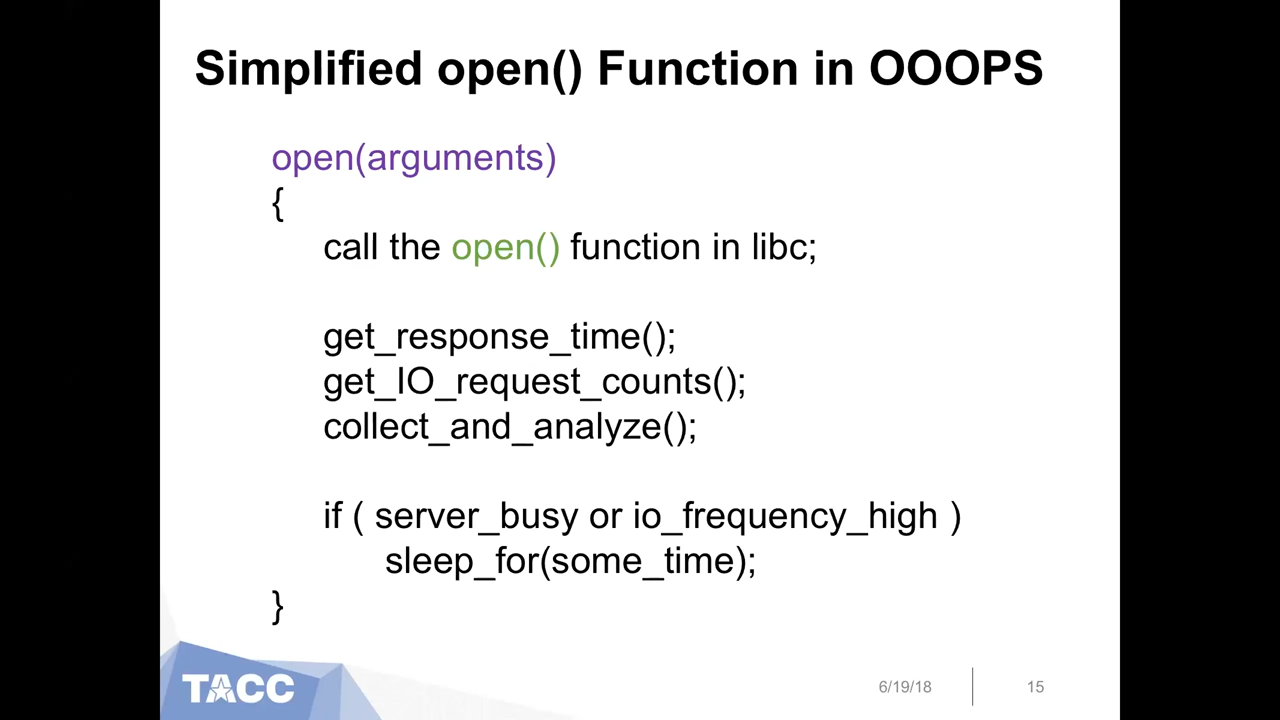 Simplified open() Function in OOOPS
open(arguments)
{
call the open() function in libc;
get_response_time();
get_IO_request_counts();
collect_and_analyze();
if ( server_busy or io_frequency_high )
sleep_for(some_time);
}
TACC
6/19/18
15